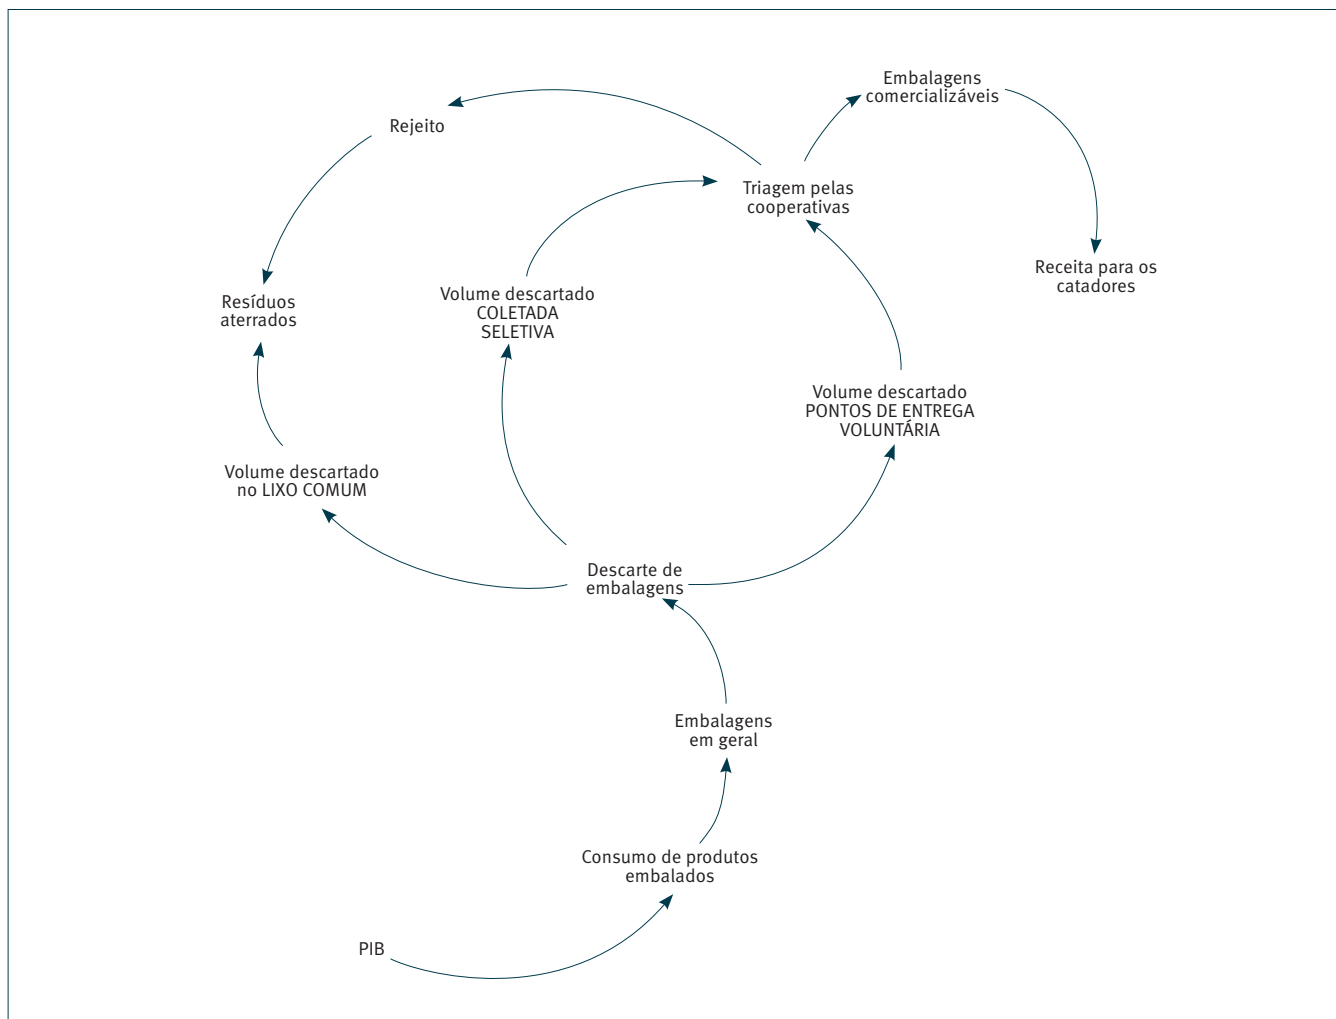 Embalagens
comercializáveis
Rejeito
Triagem pelas
cooperativas
Receita para os
catadores
Resíduos
aterrados
Volume descartado
COLETADA
SELETIVA
Volume descartado
PONTOS DE ENTREGA
VOLUNTÁRIA
Volume descartado
no LIXO COMUM
Descarte de
embalagens
Embalagens
em geral
Consumo de produtos
embalados
PIB